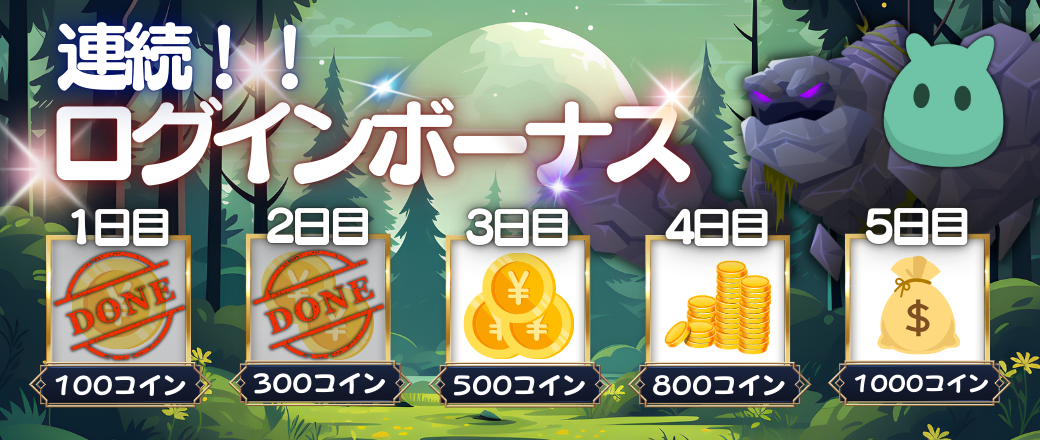 連続！！
ログインボーナス
1日目
2日目
3日目
4日目
5日目
DONE
DONE
¥
¥
¥
¥
$
100コイン
300コイン
500コイン
800コイン
1000コイン